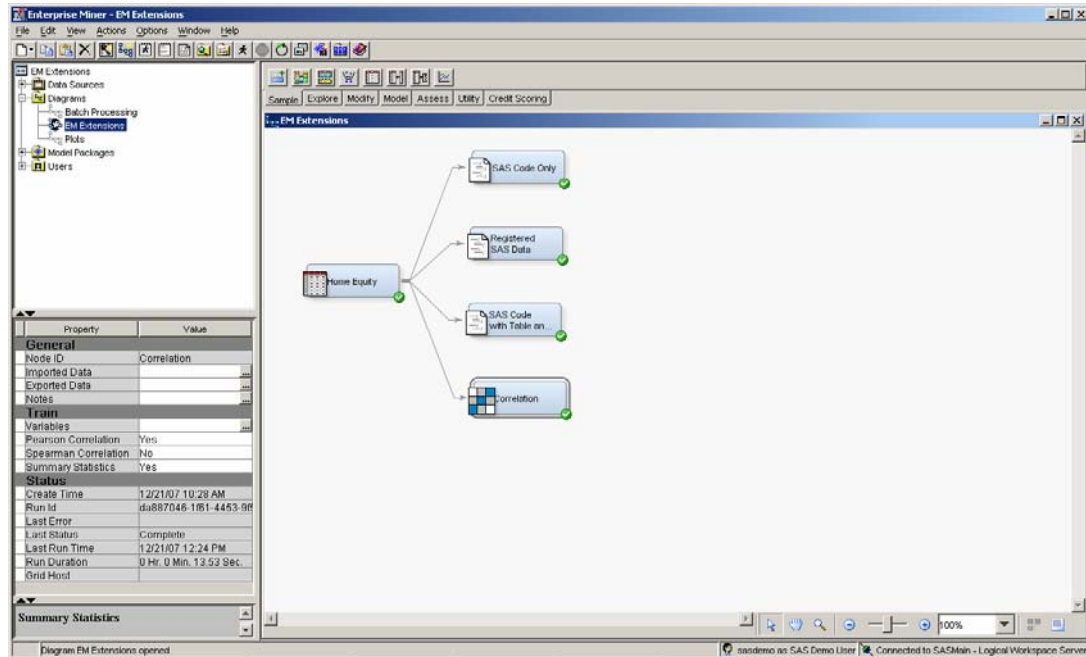 Enterprise Miner - EM Extensions
File Edit View Actions Options Window Help
EM Extensions
Data Sources
Diagrams
Batch Processing
EM Extensions
Plots
Model Packages
Users
Sample Explore Modify Model Assess Utility Credit Scoring
EM Extensions
SAS Code Only
Registered
SAS Data
Home Equity
SAS Code
with Table an...
Correlation
Property Value
General
Node ID Correlation
Imported Data ...
Exported Data ...
Notes ...
Train
Variables ...
Pearson Correlation Yes
Spearman Correlation No
Summary Statistics Yes
Status
Create Time 12/21/07 10:28 AM
Run Id da887046-1f61-4453-9ff
Last Error
Last Status Complete
Last Run Time 12/21/07 12:24 PM
Run Duration 0 Hr. 0 Min. 13.53 Sec.
Grid Host
Summary Statistics
100%
Diagram EM Extensions opened
sasdemo as SAS Demo User
Connected to SASMain - Logical Workspace Server